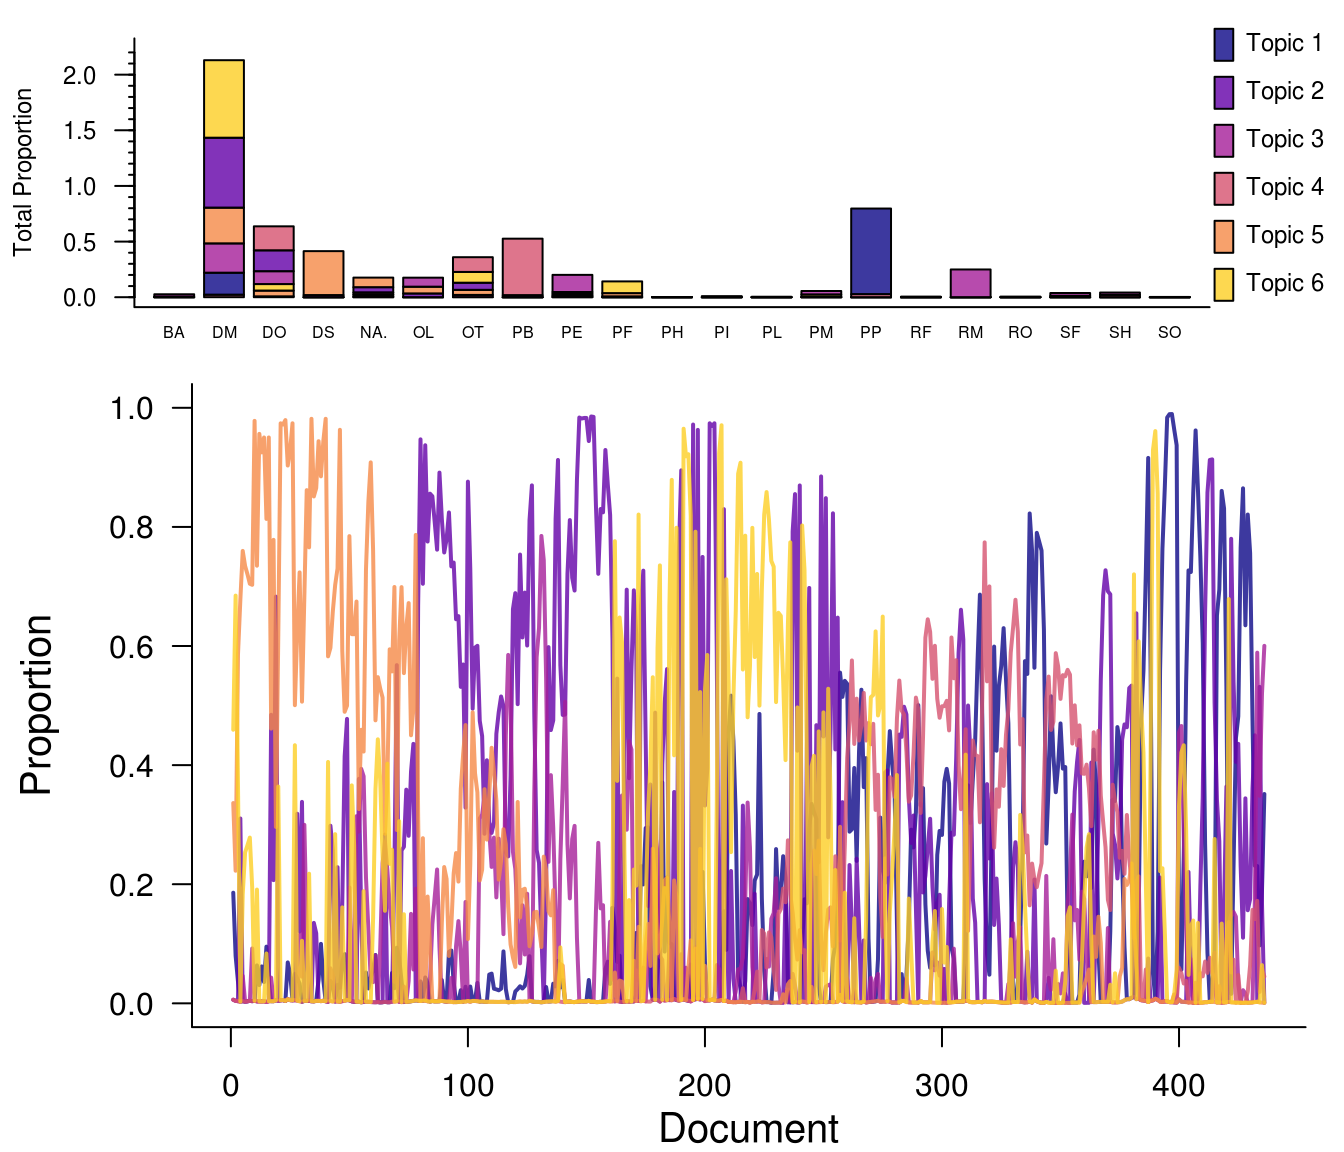 Total Proportion
2.0
1.5
1.0
0.5
0.0
BA DM DO DS NA. OL OT PB PE PF PH PI PL PM PP RF RM RO SF SH SO
Topic 1
Topic 2
Topic 3
Topic 4
Topic 5
Topic 6
Proportion
1.0
0.8
0.6
0.4
0.2
0.0
0 100 200 300 400
Document